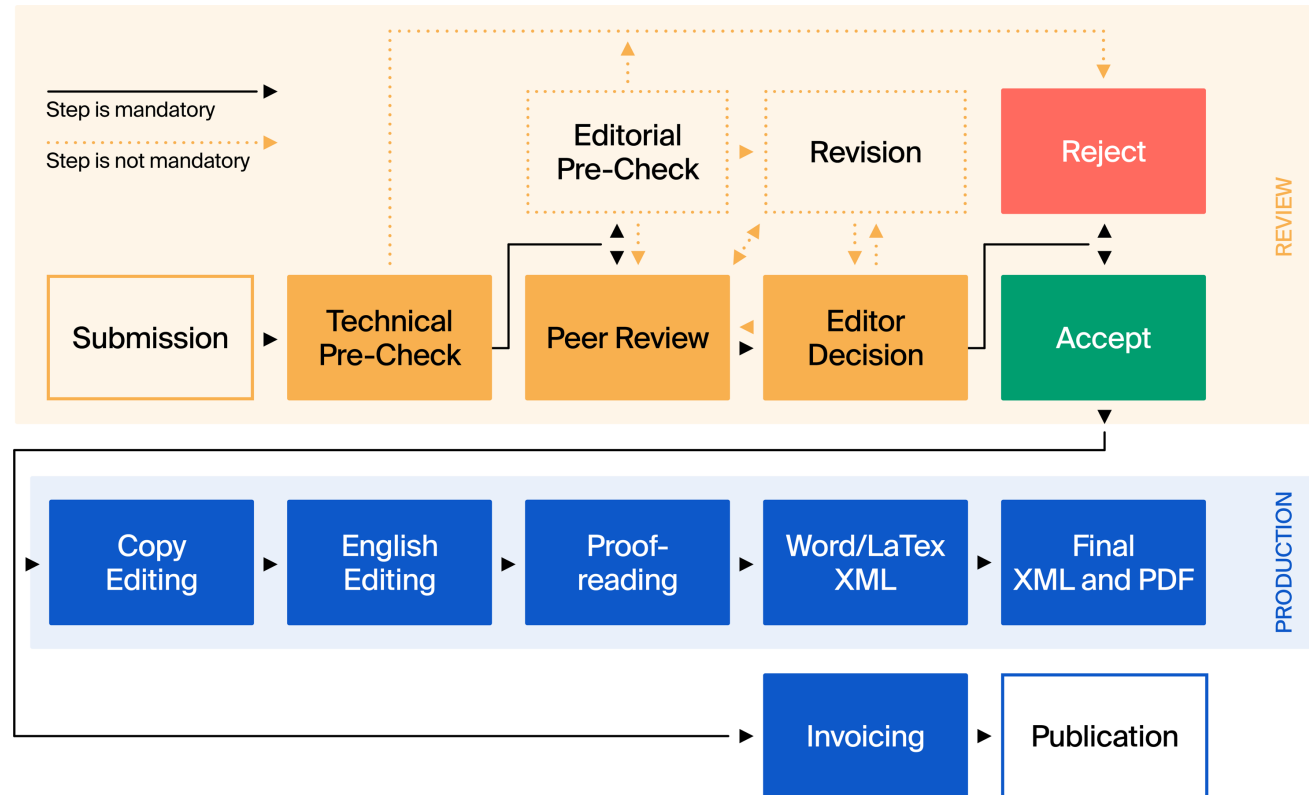 Step is mandatory
Step is not mandatory
Editorial
Pre-Check
Revision
Reject
REVIEW
Submission
Technical
Pre-Check
Peer Review
Editor
Decision
Accept
Copy
Editing
English
Editing
Proof-
reading
Word/LaTex
XML
Final
XML and PDF
PRODUCTION
Invoicing
Publication